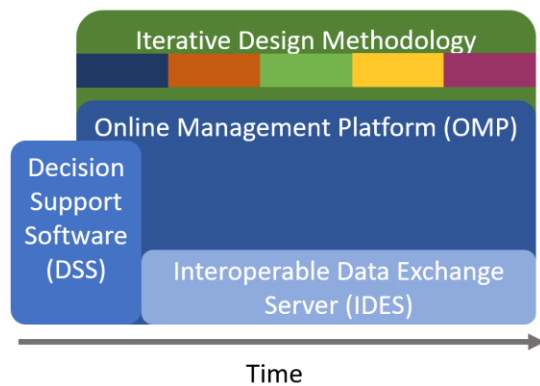 Iterative Design Methodology
Online Management Platform (OMP)
Decision
Support
Software
(DSS)
Interoperable Data Exchange
Server (IDES)
Time